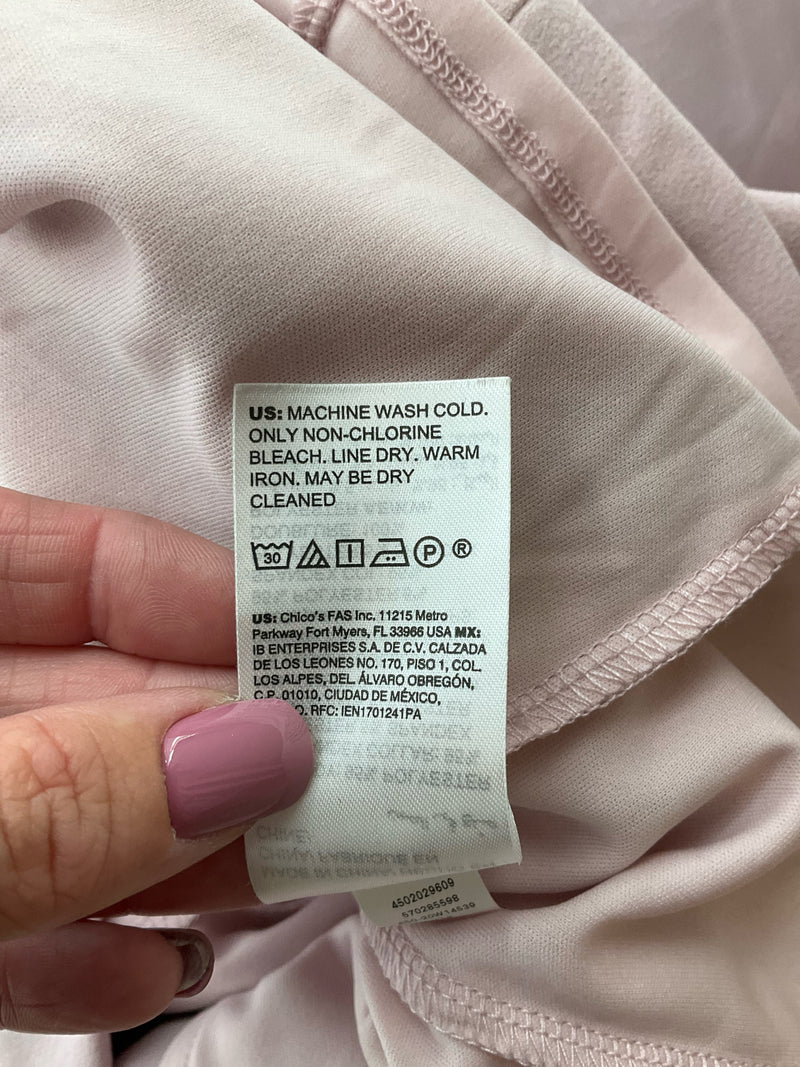 US: MACHINE WASH COLD.
ONLY NON-CHLORINE
BLEACH. LINE DRY. WARM
IRON. MAY BE DRY
CLEANED
30 P ®
US: Chico's FAS Inc. 11215 Metro
Parkway Fort Myers, FL 33966 USA MX:
IB ENTERPRISES S.A. DE C.V. CALZADA
DE LOS LEONES NO. 170, PISO 1, COL.
LOS ALPES, DEL. ÁLVARO OBREGÓN,
C.P. 01010, CIUDAD DE MÉXICO,
RFC: IEN1701241PA
4502029609
570285598